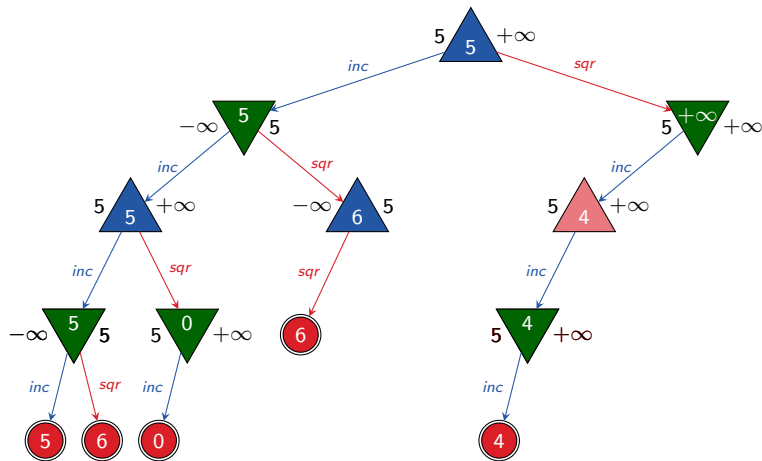 5 5 +∞
inc sqr
−∞ 5 5 5 +∞ +∞
inc sqr inc
5 5 +∞ −∞ 6 5 5 4 +∞
inc sqr sqr inc
−∞ 5 5 5 0 +∞ 6 5 4 +∞
inc sqr inc inc
5 6 0 4